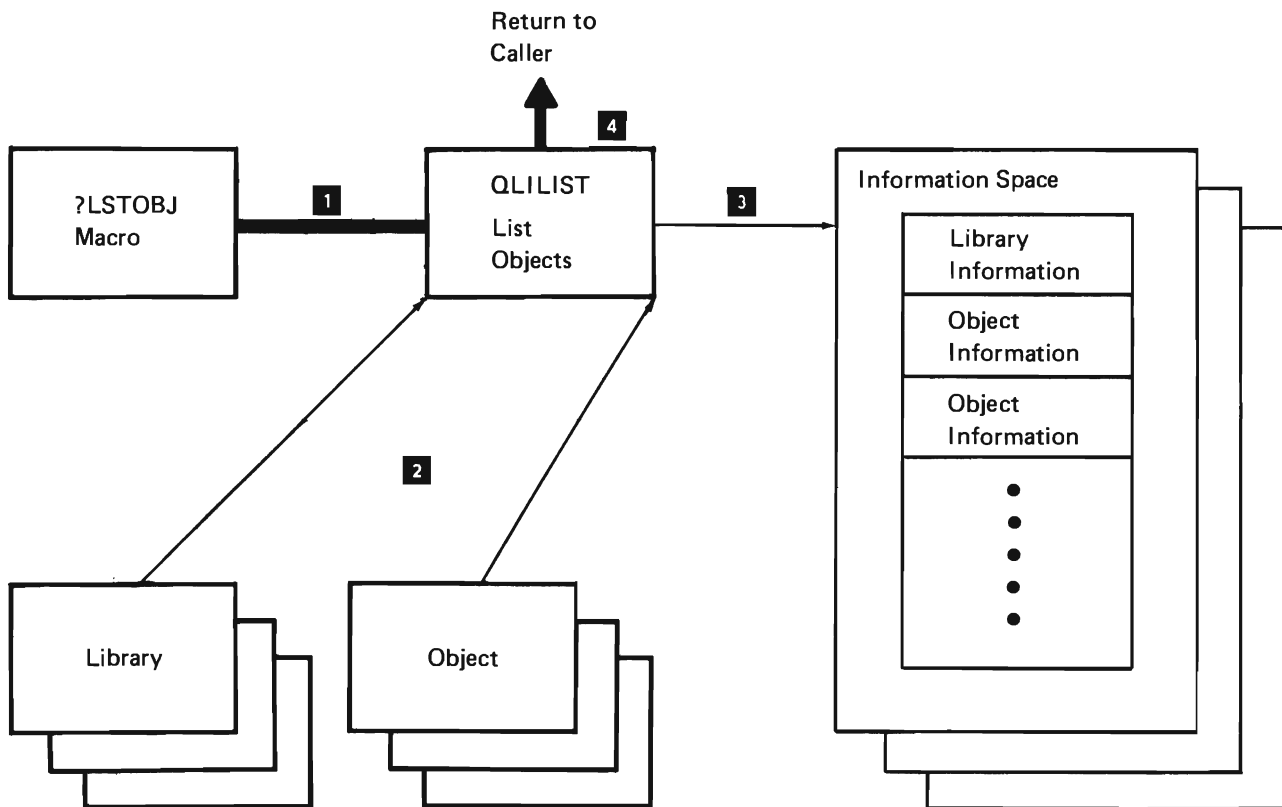 Return to
Caller
4
?LSTOBJ
Macro
1
QLILIST
List
Objects
3
Information Space
Library
Information
Object
Information
Object
Information
2
Library
Object